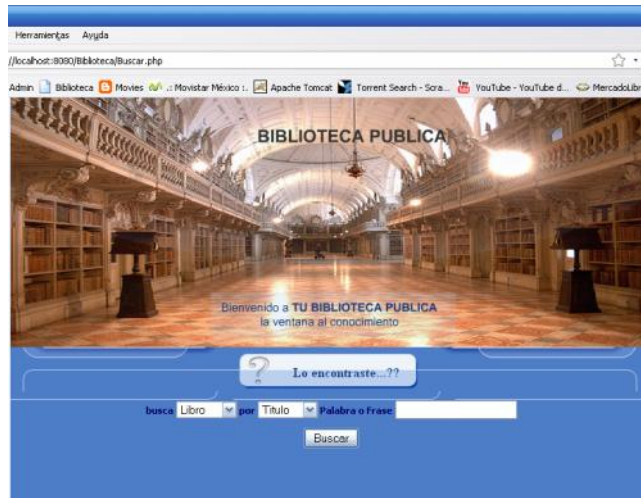 Herramientas Ayuda
//localhost:8080/Biblioteca/Buscar.php
Admin Biblioteca Movies .: Movistar México :. Apache Tomcat Torrent Search - Scra... YouTube - YouTube d... MercadoLibr
BIBLIOTECA PUBLICA
Bienvenido a TU BIBLIOTECA PUBLICA
la ventana al conocimiento
Lo encontraste...??
busca Libro por Titulo Palabra o Frase
Buscar